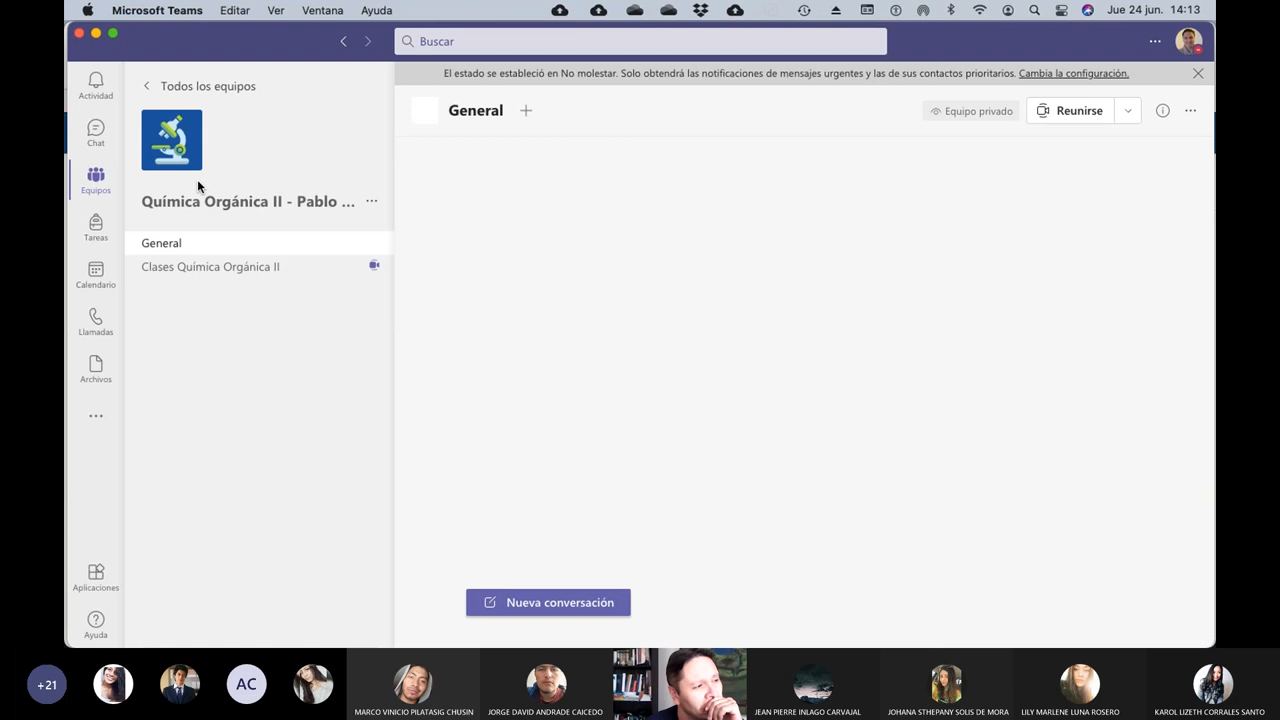 Microsoft Teams Editar Ver Ventana Ayuda Jue 24 jun. 14:13
Buscar
El estado se estableció en No molestar. Solo obtendrá las notificaciones de mensajes urgentes y las de sus contactos prioritarios. Cambia la configuración.
Actividad
Chat
Equipos
Tareas
Calendario
Llamadas
Archivos
Aplicaciones
Ayuda
Todos los equipos
Química Orgánica II - Pablo ...
General
Clases Química Orgánica II
General
Equipo privado
Reunirse
Nueva conversación
+21
AC
MARCO VINICIO PILATASIG CHUSIN
JORGE DAVID ANDRADE CAICEDO
JEAN PIERRE INLAGO CARVAJAL
JOHANA STHEPANY SOLIS DE MORA
LILY MARLENE LUNA ROSERO
KAROL LIZETH CORRALES SANTO